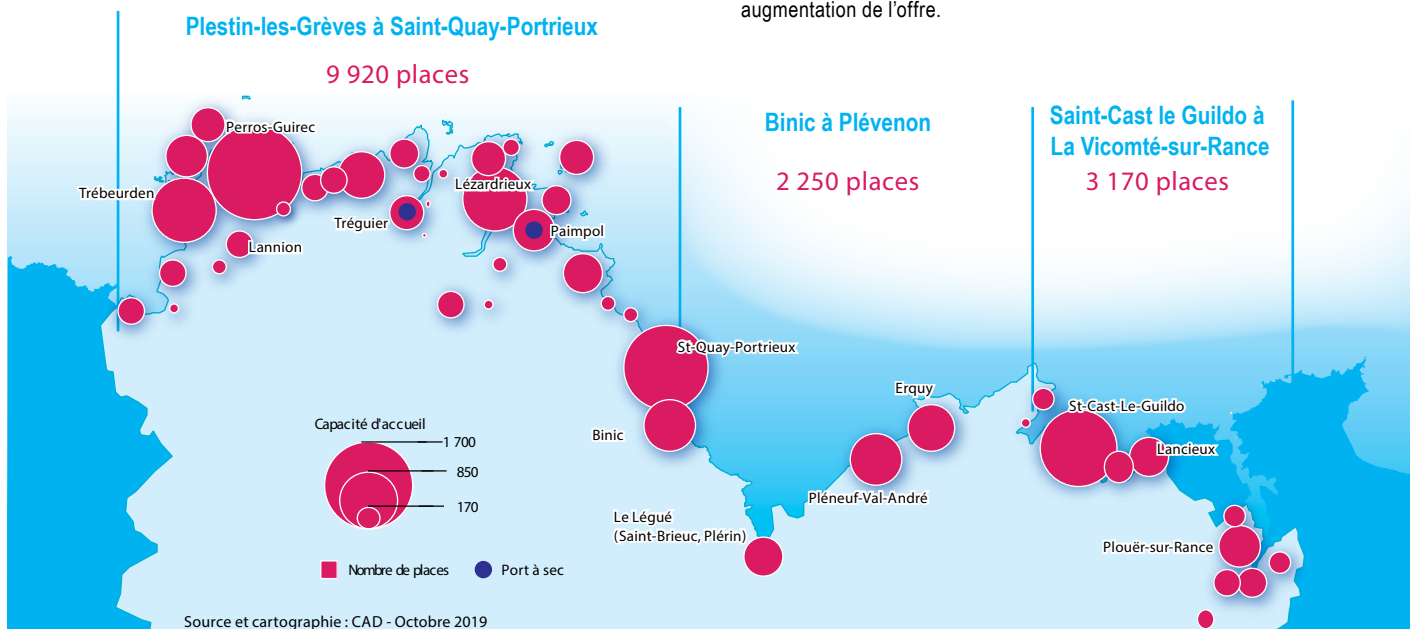 augmentation de l'offre.
Plestin-les-Grèves à Saint-Quay-Portrieux
9 920 places
Binic à Plévenon
2 250 places
Saint-Cast le Guildo à
La Vicomté-sur-Rance
3 170 places
Perros-Guirec
Trébeurden
Lannion
Tréguier
Lézardrieux
Paimpol
St-Quay-Portrieux
Binic
Le Légué
(Saint-Brieuc, Plérin)
Pléneuf-Val-André
Erquy
St-Cast-Le-Guildo
Lancieux
Plouër-sur-Rance
Capacité d'accueil
1 700
850
170
Nombre de places
Port à sec
Source et cartographie : CAD - Octobre 2019